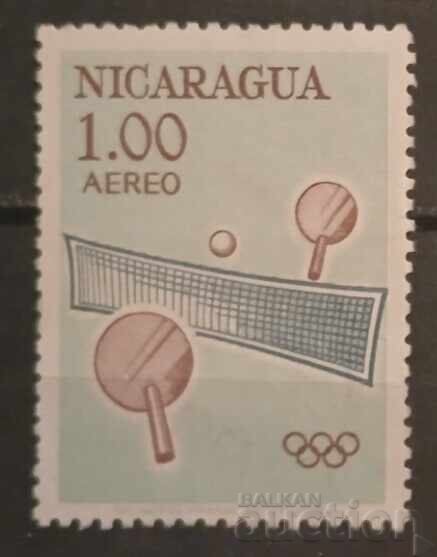 NICARAGUA
1.00
AEREO
BALKAN
auction